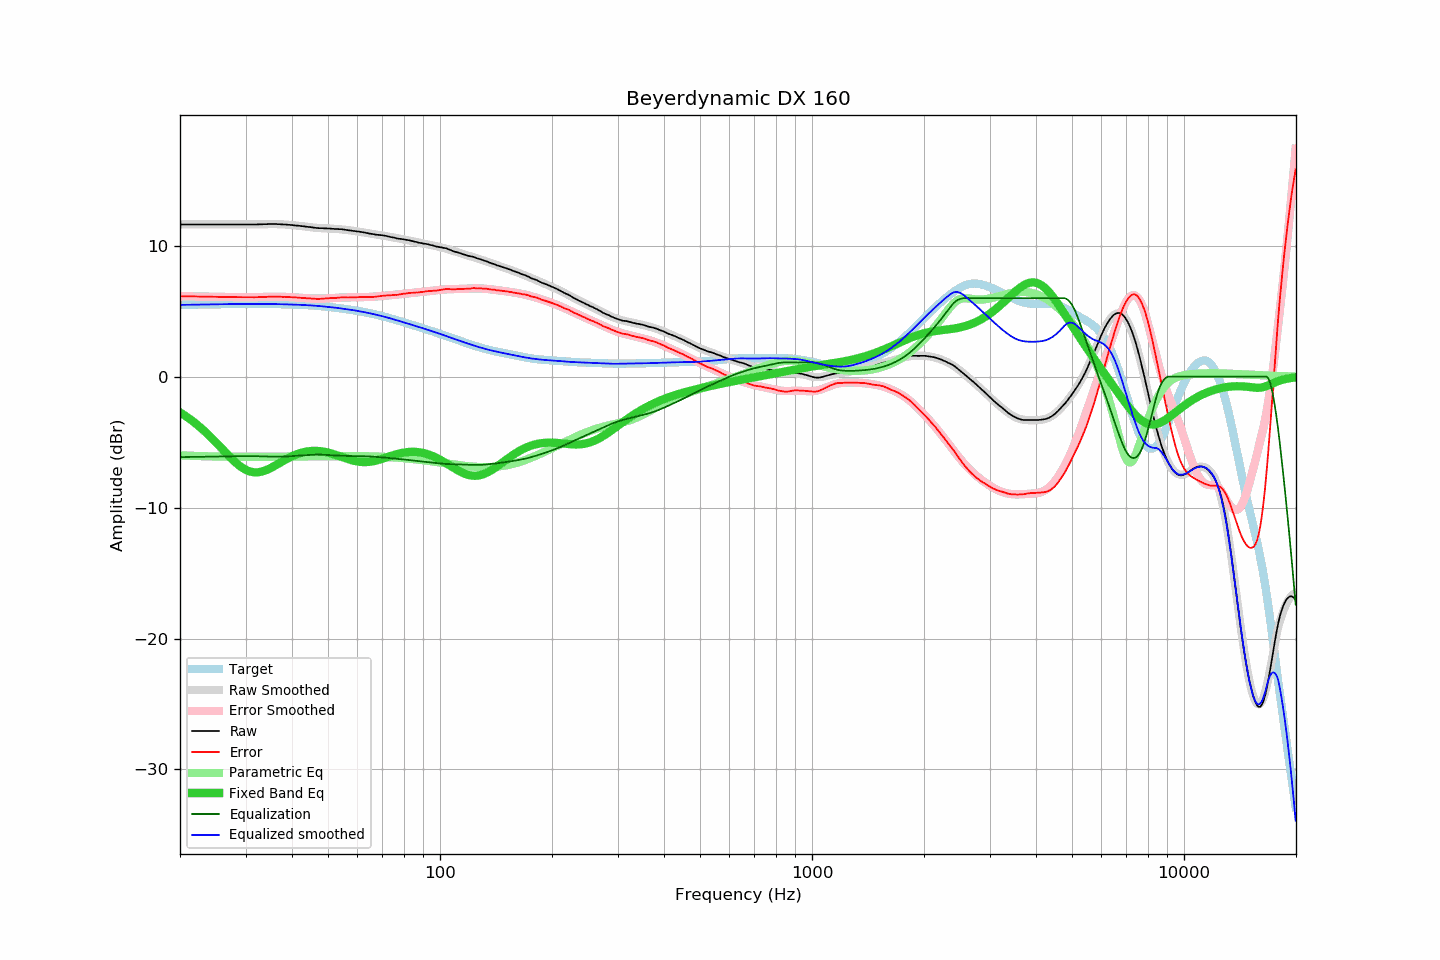 Beyerdynamic DX 160
Amplitude (dBr)
10
0
−10
−20
−30
Target
Raw Smoothed
Error Smoothed
Raw
Error
Parametric Eq
Fixed Band Eq
Equalization
Equalized smoothed
100
1000
10000
Frequency (Hz)